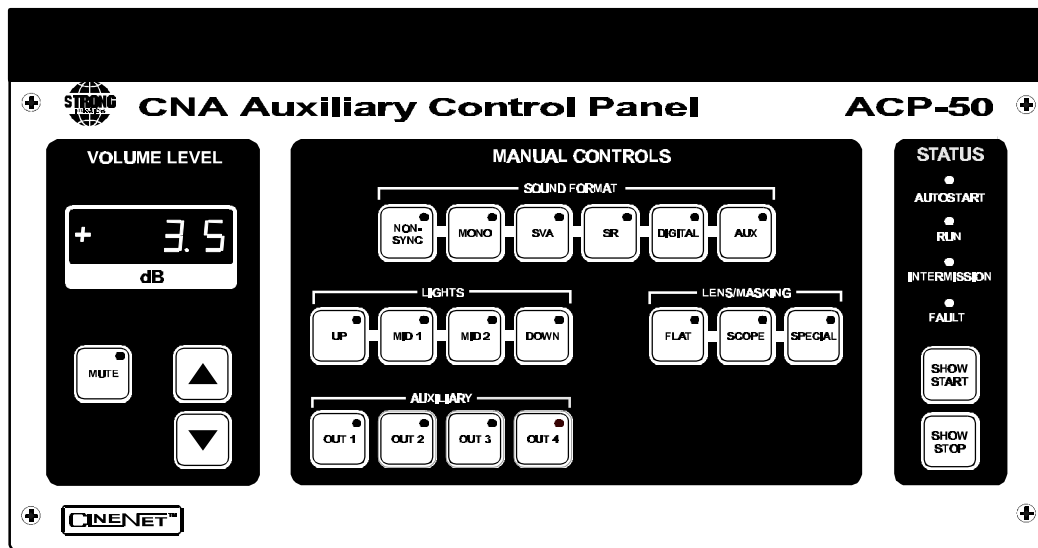 STRONG
CNA Auxiliary Control Panel ACP-50
VOLUME LEVEL
+ 3.5
dB
MUTE
MANUAL CONTROLS
SOUND FORMAT
NON-SYNC MONO SVA SR DIGITAL AUX
LIGHTS
UP MID 1 MID 2 DOWN
LENS/MASKING
FLAT SCOPE SPECIAL
AUXILIARY
OUT 1 OUT 2 OUT 3 OUT 4
STATUS
AUTOSTART
RUN
INTERMISSION
FAULT
SHOW
START
SHOW
STOP
CINENET™